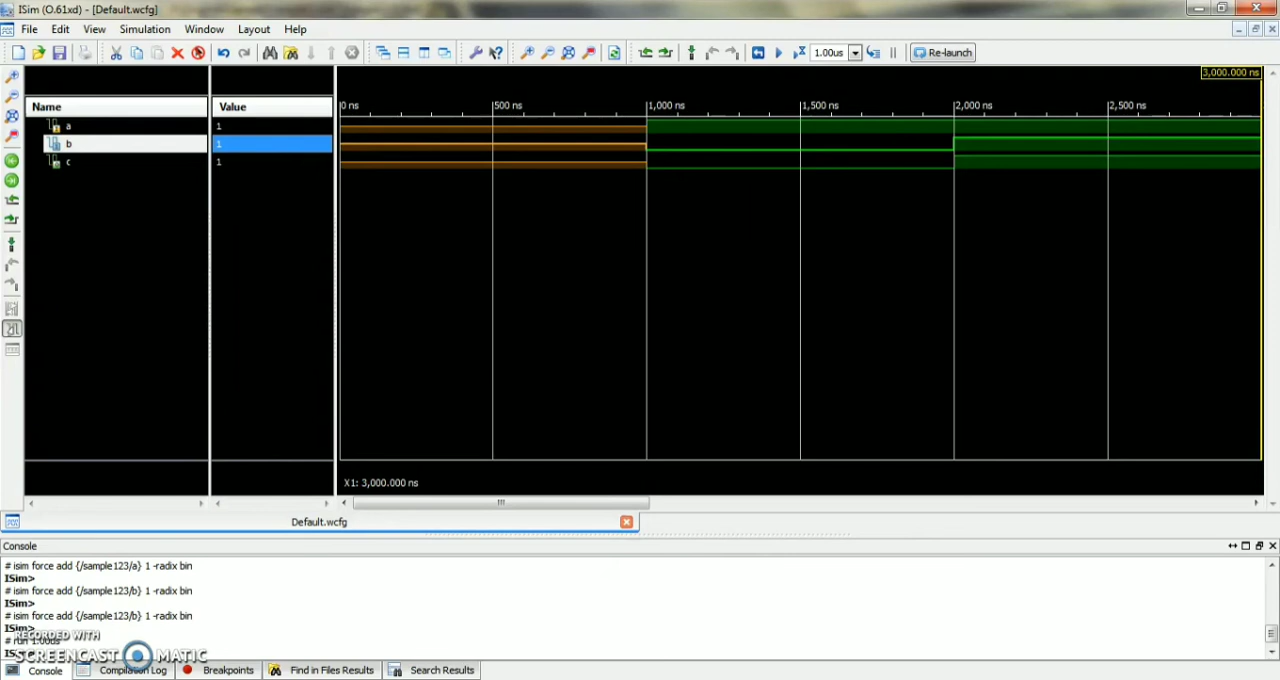 ISim (O.61xd) - [Default.wcfg]
File Edit View Simulation Window Layout Help
1.00us Re-launch
3,000.000 ns
Name Value
0 ns 500 ns 1,000 ns 1,500 ns 2,000 ns 2,500 ns
a 1
b 1
c 1
X1: 3,000.000 ns
Default.wcfg
Console
# isim force add {/sample123/a} 1 -radix bin
ISim>
# isim force add {/sample123/b} 1 -radix bin
ISim>
# isim force add {/sample123/b} 1 -radix bin
ISim>
RECORDED WITH
# run 1.00us
SCREENCAST MATIC
Console Compilation Log Breakpoints Find in Files Results Search Results